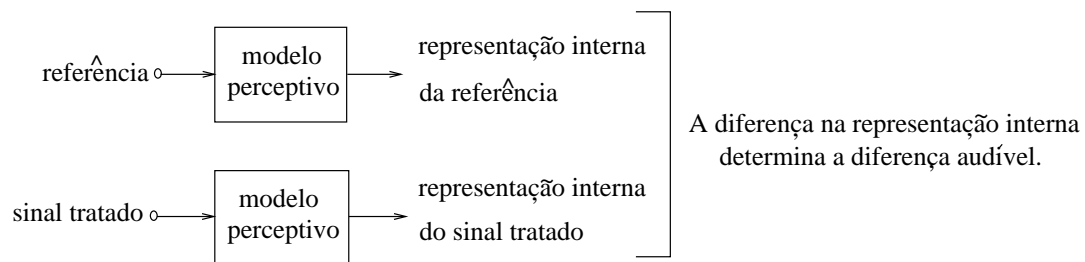 referência
modelo
perceptivo
representação interna
da referência
A diferença na representação interna
determina a diferença audível.
sinal tratado
modelo
perceptivo
representação interna
do sinal tratado